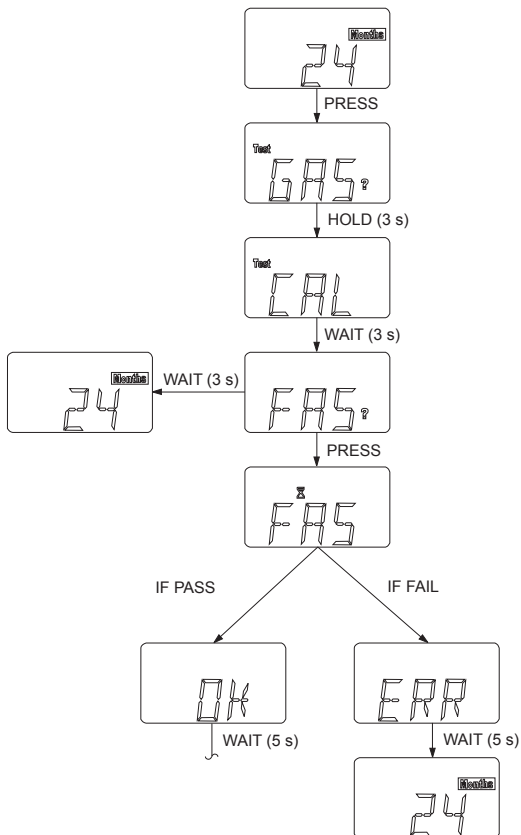 Months
24
PRESS
Test
GAS?
HOLD (3 s)
Test
CAL
WAIT (3 s)
Months
24
WAIT (3 s)
FAS?
PRESS
FAS
IF PASS
IF FAIL
OK
ERR
WAIT (5 s)
WAIT (5 s)
Months
24